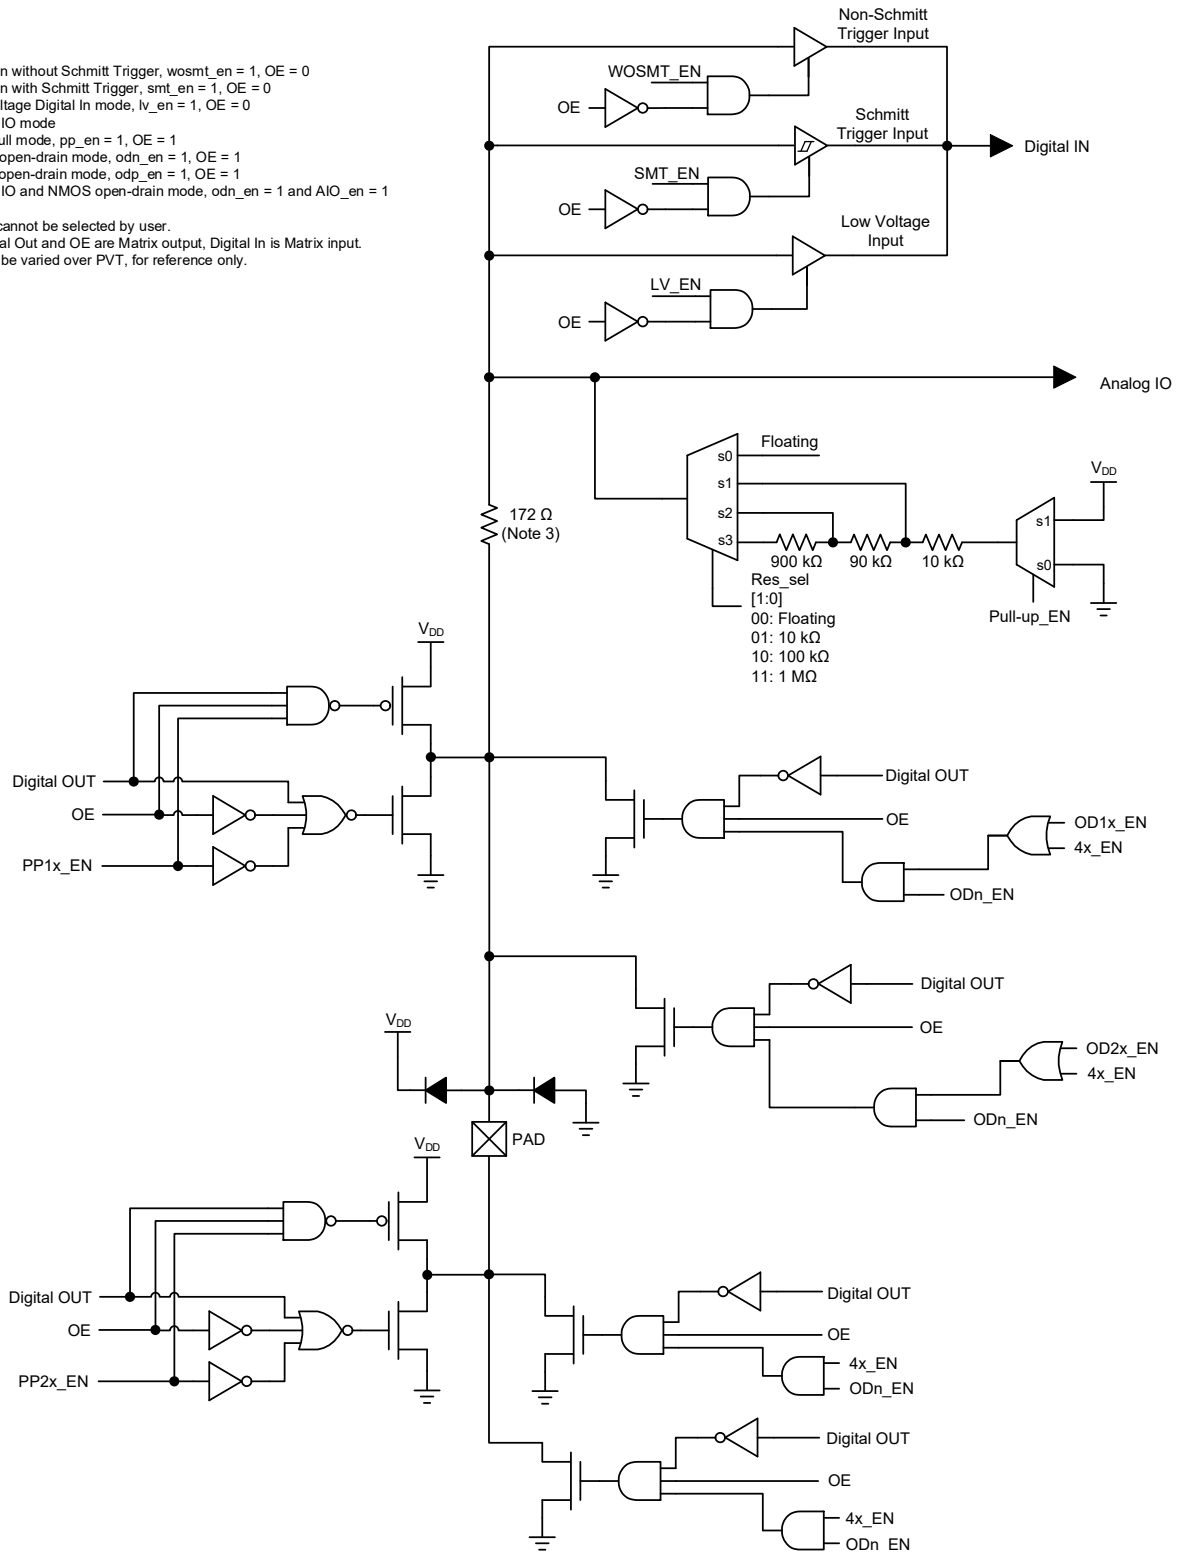 Non-Schmitt
Trigger Input
n without Schmitt Trigger, wosmt_en = 1, OE = 0
n with Schmitt Trigger, smt_en = 1, OE = 0
ltage Digital In mode, lv_en = 1, OE = 0
IO mode
ull mode, pp_en = 1, OE = 1
open-drain mode, odn_en = 1, OE = 1
open-drain mode, odp_en = 1, OE = 1
IO and NMOS open-drain mode, odn_en = 1 and AIO_en = 1
cannot be selected by user.
al Out and OE are Matrix output, Digital In is Matrix input.
be varied over PVT, for reference only.
WOSMT_EN
OE
Schmitt
Trigger Input
Digital IN
SMT_EN
OE
Low Voltage
Input
LV_EN
OE
Analog IO
Floating
s0
s1
s2
s3
VDD
s1
s0
172 Ω
(Note 3)
900 kΩ
90 kΩ
10 kΩ
Pull-up_EN
Res_sel
[1:0]
00: Floating
01: 10 kΩ
10: 100 kΩ
11: 1 MΩ
VDD
Digital OUT
OE
PP1x_EN
Digital OUT
OE
OD1x_EN
4x_EN
ODn_EN
Digital OUT
OE
OD2x_EN
4x_EN
ODn_EN
VDD
PAD
VDD
Digital OUT
OE
PP2x_EN
Digital OUT
OE
4x_EN
ODn_EN
Digital OUT
OE
4x_EN
ODn_EN